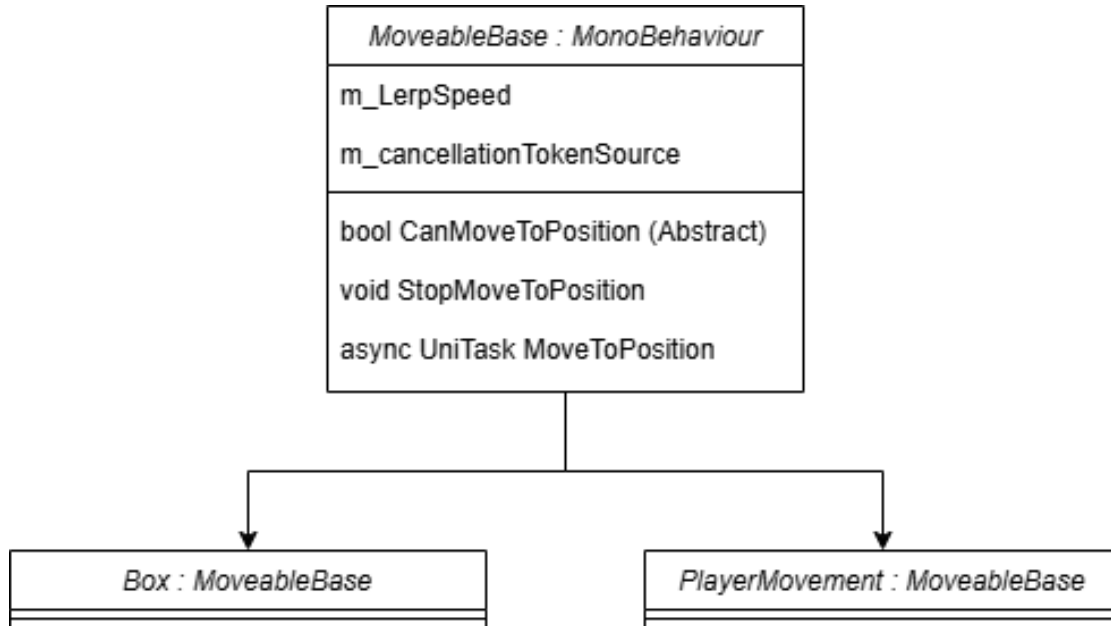 MoveableBase : MonoBehaviour
m_LerpSpeed
m_cancellationTokenSource
bool CanMoveToPosition (Abstract)
void StopMoveToPosition
async UniTask MoveToPosition
Box : MoveableBase
PlayerMovement : MoveableBase